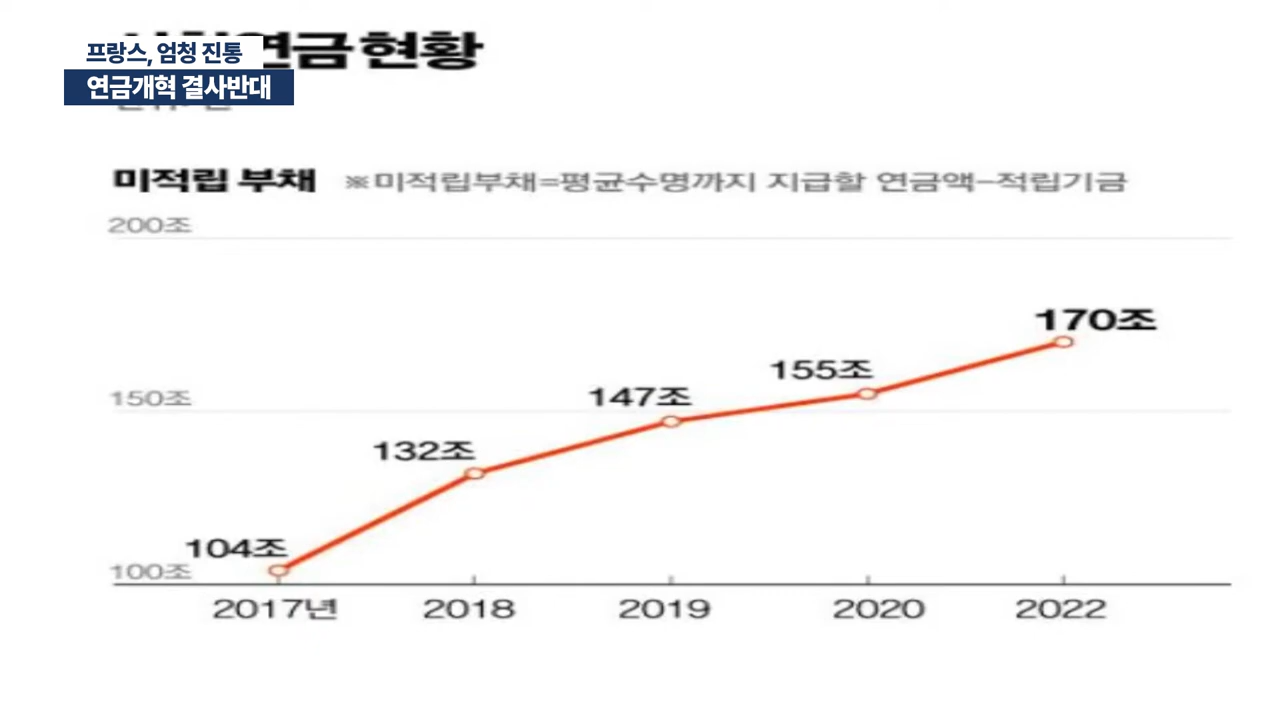 프랑스, 엄청 진통
연금개혁 결사반대
연금 현황
미적립 부채 ※미적립부채=평균수명까지 지급할 연금액-적립기금
200조
170조
155조
150조
147조
132조
104조
100조
2017년 2018 2019 2020 2022